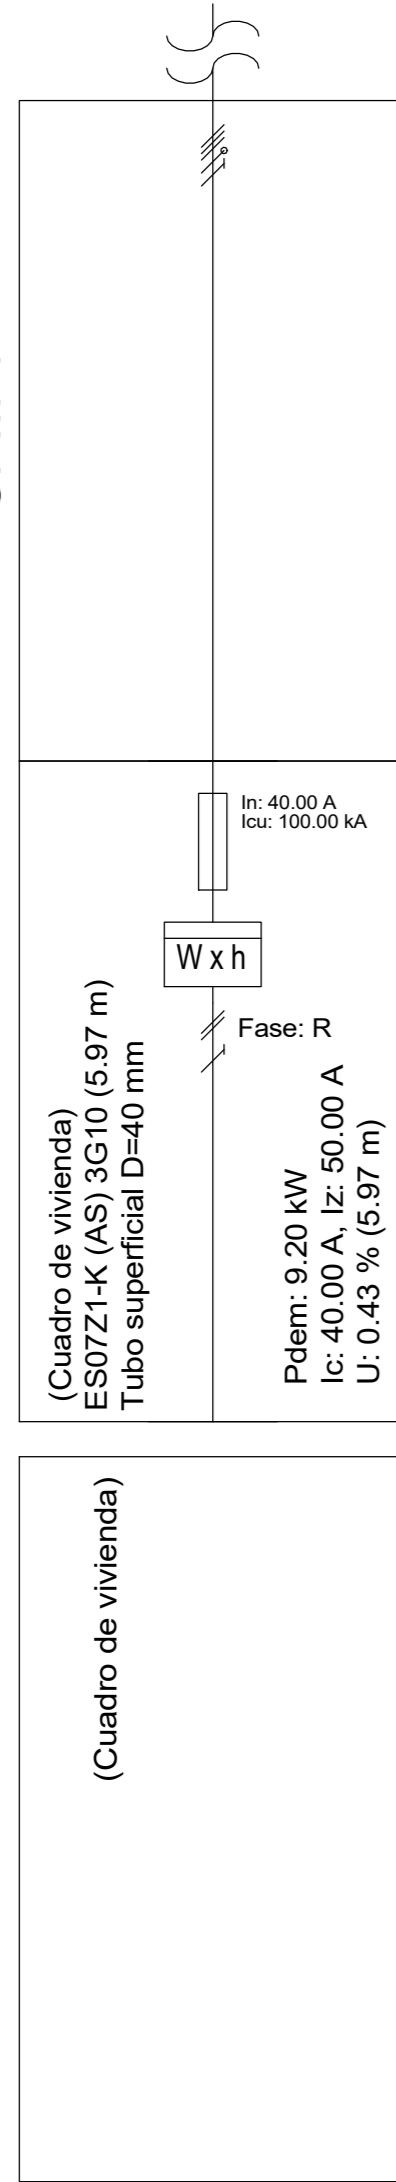 In: 40.00 A
Icu: 100.00 kA
W x h
Fase: R
(Cuadro de vivienda)
ES07Z1-K (AS) 3G10 (5.97 m)
Tubo superficial D=40 mm
Pdem: 9.20 kW
Ic: 40.00 A, Iz: 50.00 A
U: 0.43 % (5.97 m)
(Cuadro de vivienda)